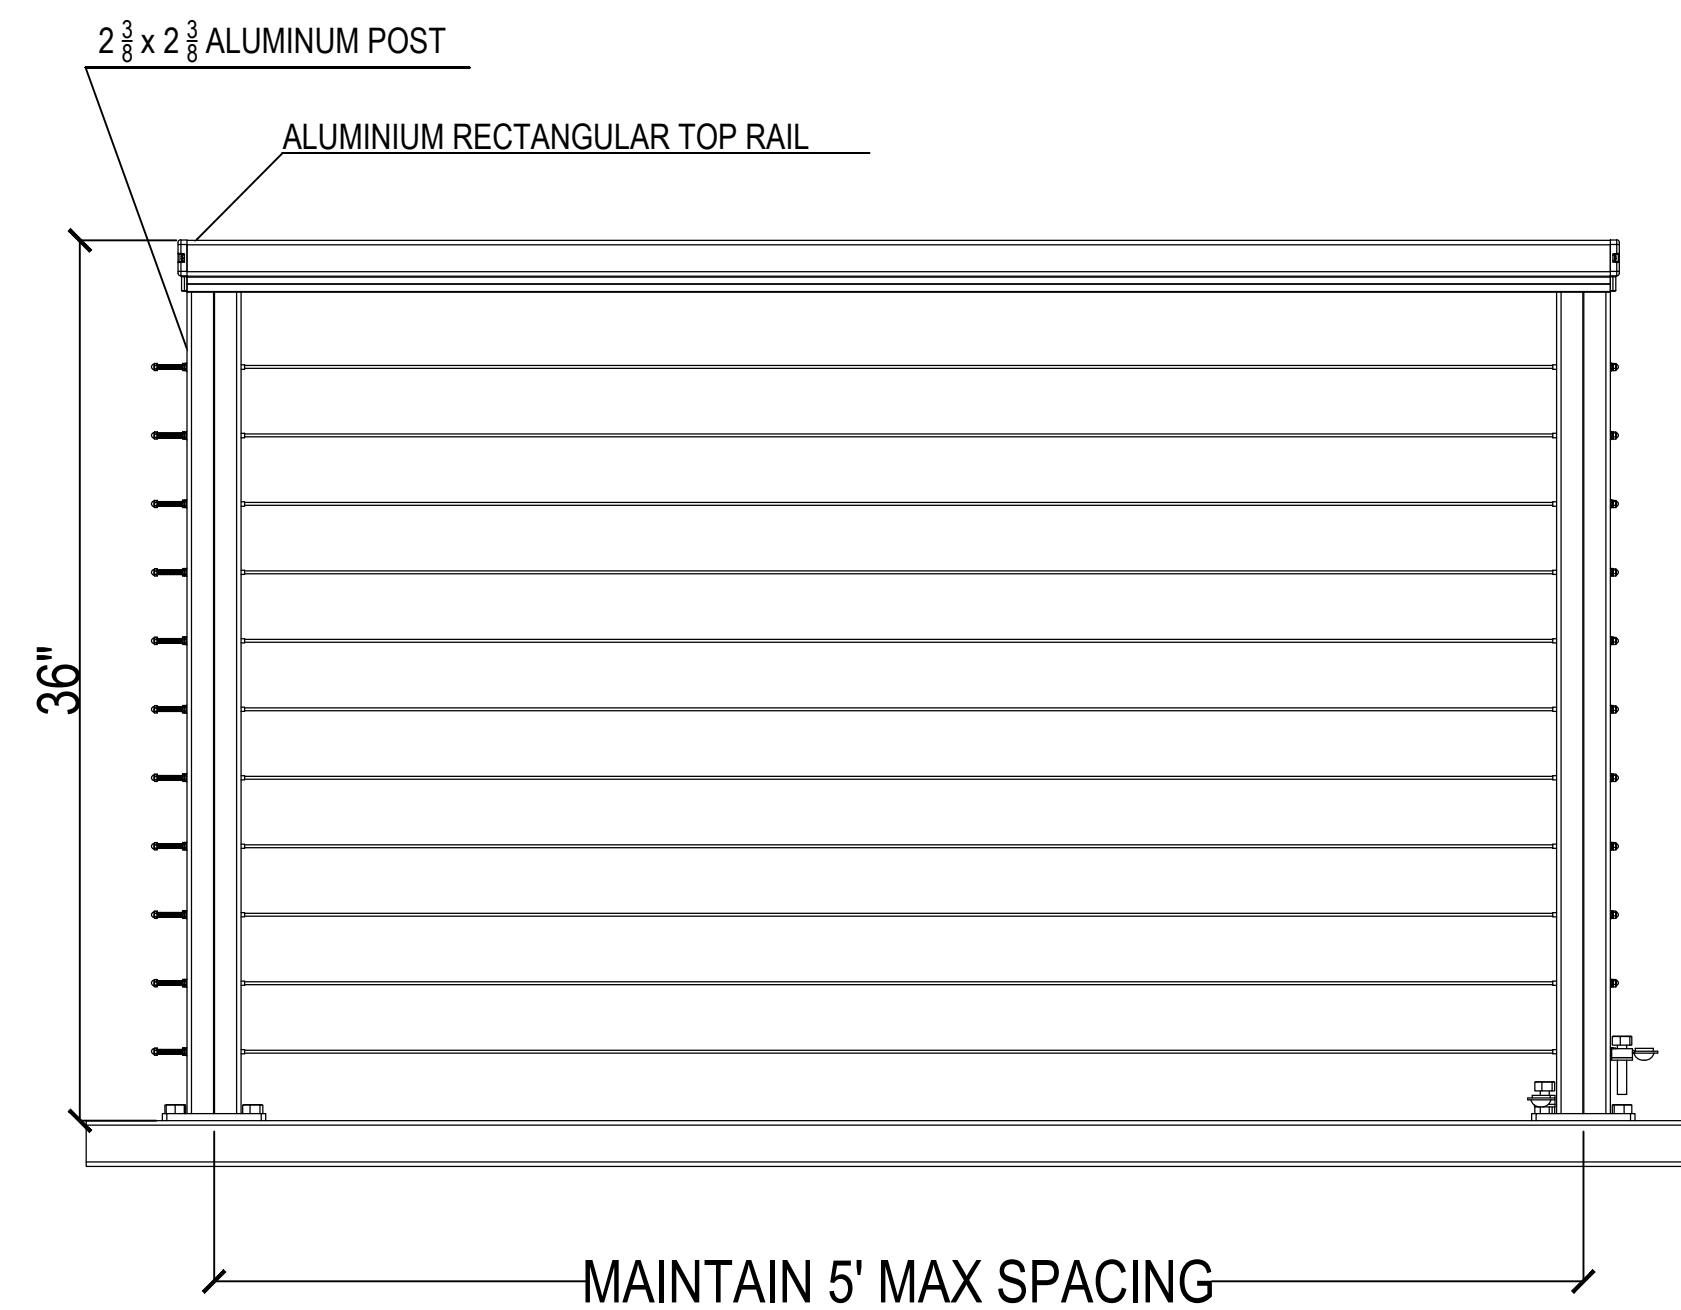 2 3/8 x 2 3/8 ALUMINUM POST
ALUMINIUM RECTANGULAR TOP RAIL
36"
MAINTAIN 5' MAX SPACING